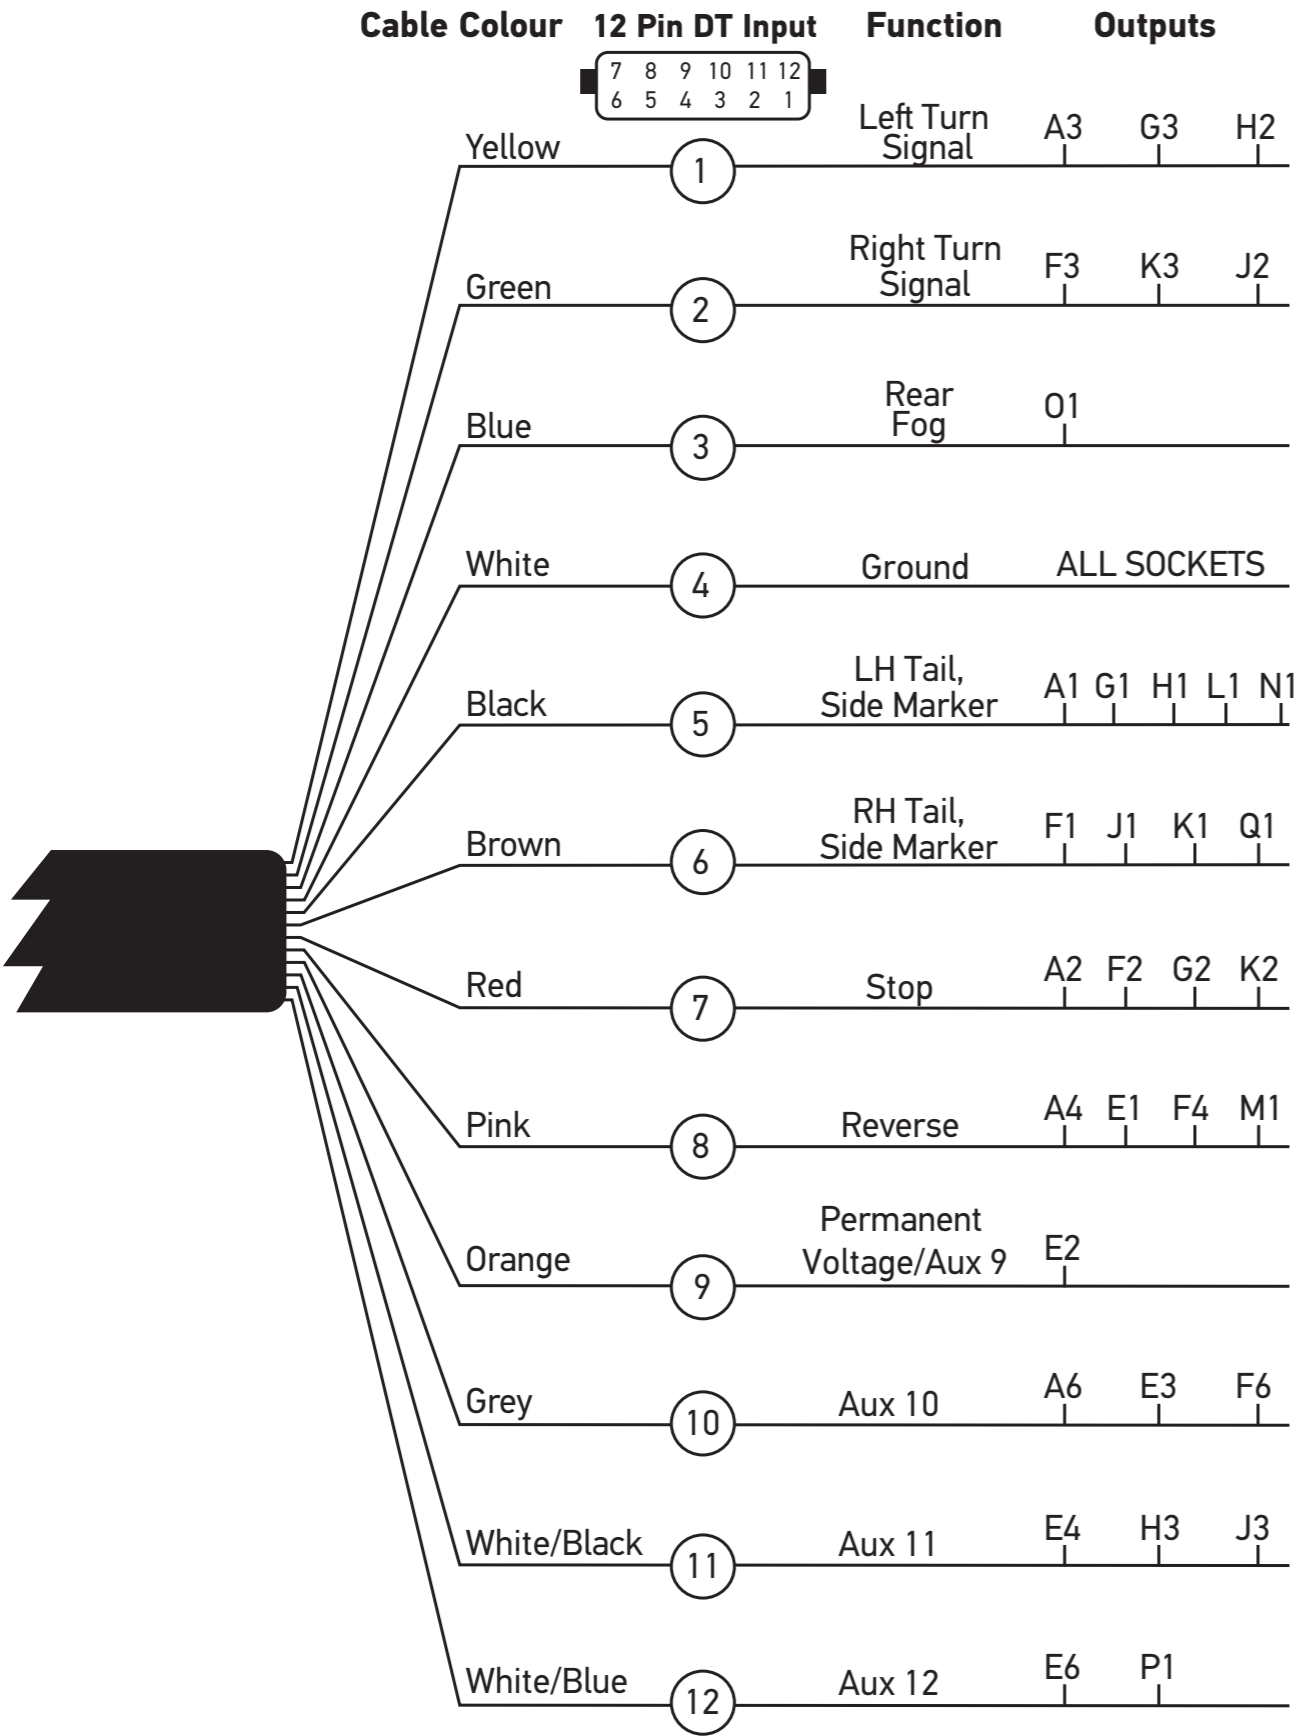 Cable Colour 12 Pin DT Input Function Outputs
7 8 9 10 11 12
6 5 4 3 2 1
Yellow 1 Left Turn
Signal A3 G3 H2
Green 2 Right Turn
Signal F3 K3 J2
Blue 3 Rear
Fog O1
White 4 Ground ALL SOCKETS
Black 5 LH Tail,
Side Marker A1 G1 H1 L1 N1
Brown 6 RH Tail,
Side Marker F1 J1 K1 Q1
Red 7 Stop A2 F2 G2 K2
Pink 8 Reverse A4 E1 F4 M1
Orange 9 Permanent
Voltage/Aux 9 E2
Grey 10 Aux 10 A6 E3 F6
White/Black 11 Aux 11 E4 H3 J3
White/Blue 12 Aux 12 E6 P1